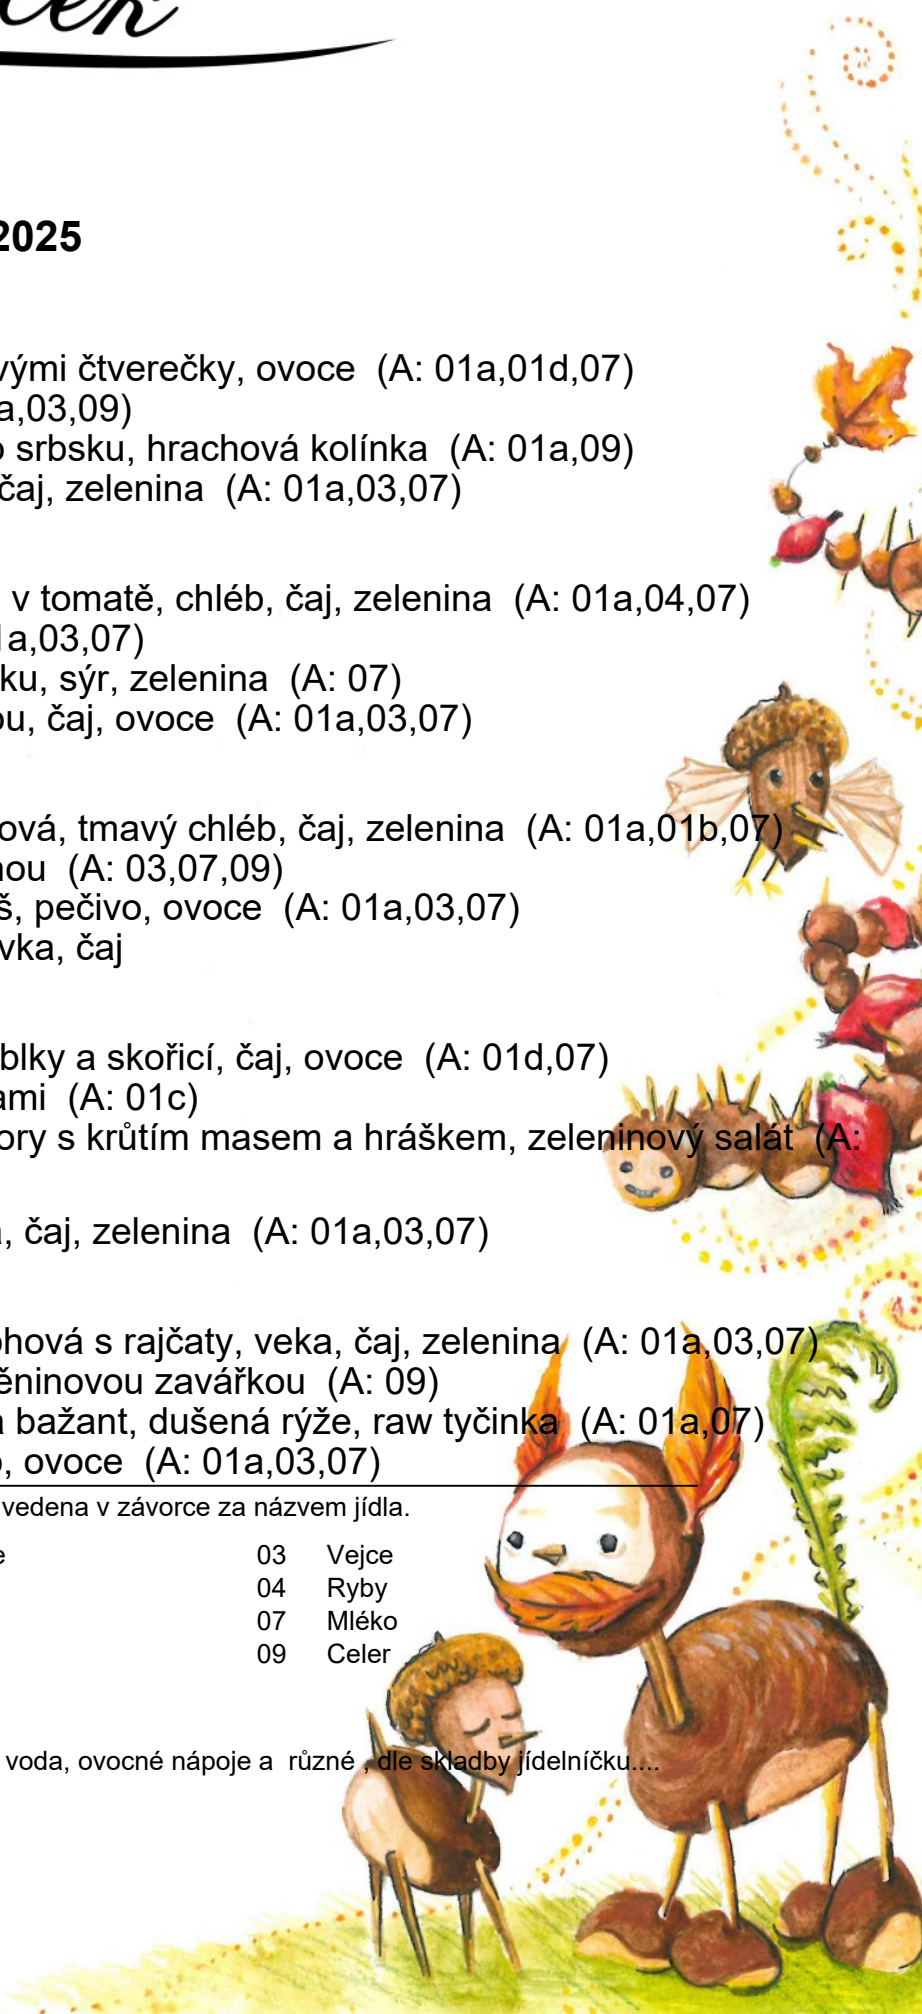 2025
vými čtverečky, ovoce (A: 01a,01d,07)
a,03,09)
o srbsku, hrachová kolínka (A: 01a,09)
čaj, zelenina (A: 01a,03,07)
v tomatě, chléb, čaj, zelenina (A: 01a,04,07)
1a,03,07)
ku, sýr, zelenina (A: 07)
ou, čaj, ovoce (A: 01a,03,07)
ová, tmavý chléb, čaj, zelenina (A: 01a,01b,07)
nou (A: 03,07,09)
š, pečivo, ovoce (A: 01a,03,07)
vka, čaj
blky a skořicí, čaj, ovoce (A: 01d,07)
ami (A: 01c)
ory s krůtím masem a hráškem, zeleninový salát (A:
, čaj, zelenina (A: 01a,03,07)
ohová s rajčaty, veka, čaj, zelenina (A: 01a,03,07)
ěninovou zavářkou (A: 09)
a bažant, dušená rýže, raw tyčinka (A: 01a,07)
o, ovoce (A: 01a,03,07)
vedena v závorce za názvem jídla.
e 03 Vejce
04 Ryby
07 Mléko
09 Celer
voda, ovocné nápoje a různé , dle skladby jídelníčku....